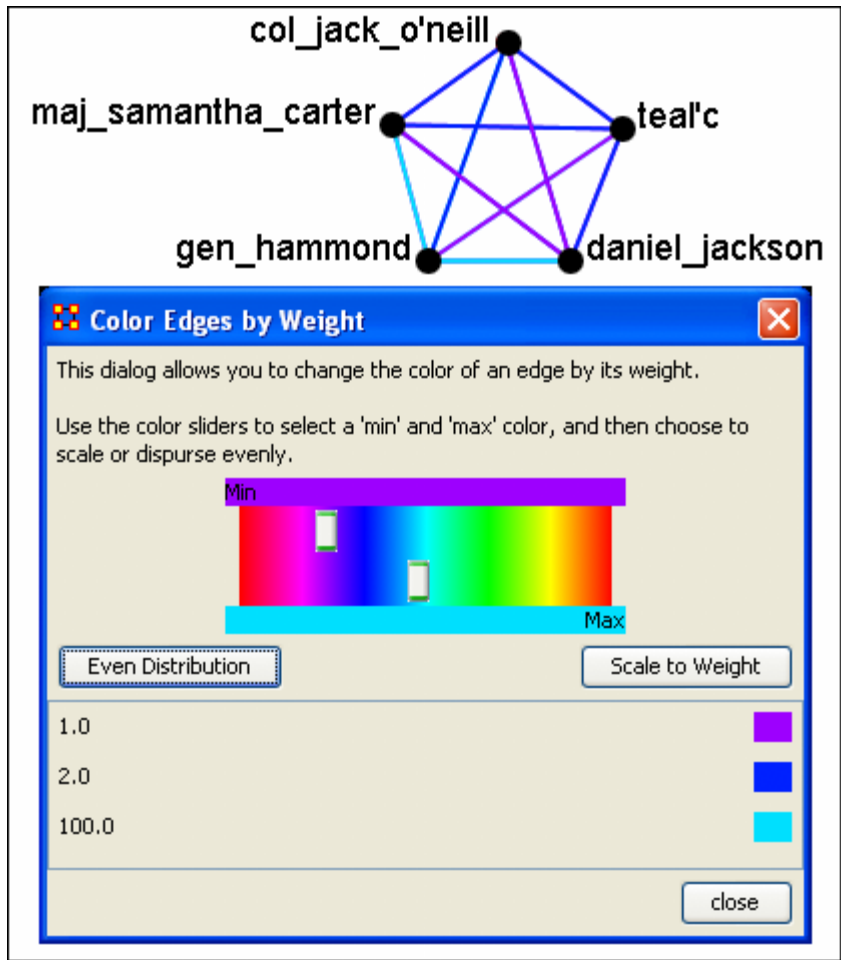 col_jack_o'neill
maj_samantha_carter
teal'c
gen_hammond
daniel_jackson
Color Edges by Weight
This dialog allows you to change the color of an edge by its weight.
Use the color sliders to select a 'min' and 'max' color, and then choose to
scale or dispurse evenly.
Min
Max
Even Distribution
Scale to Weight
1.0
2.0
100.0
close